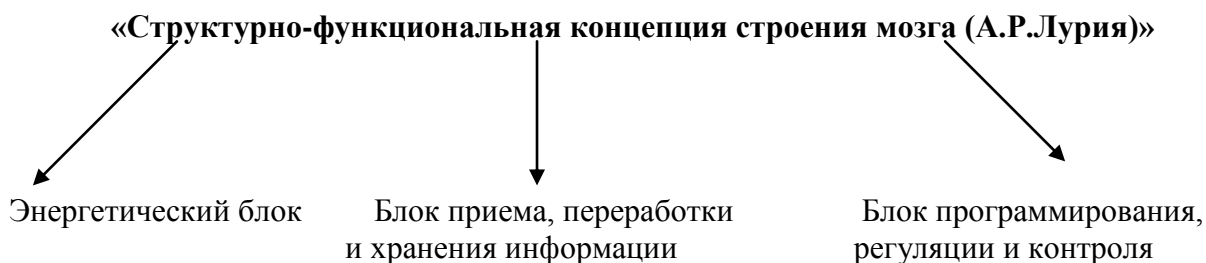 «Структурно-функциональная концепция строения мозга (А.Р.Лурия)»
Энергетический блок
Блок приема, переработки
и хранения информации
Блок программирования,
регуляции и контроля